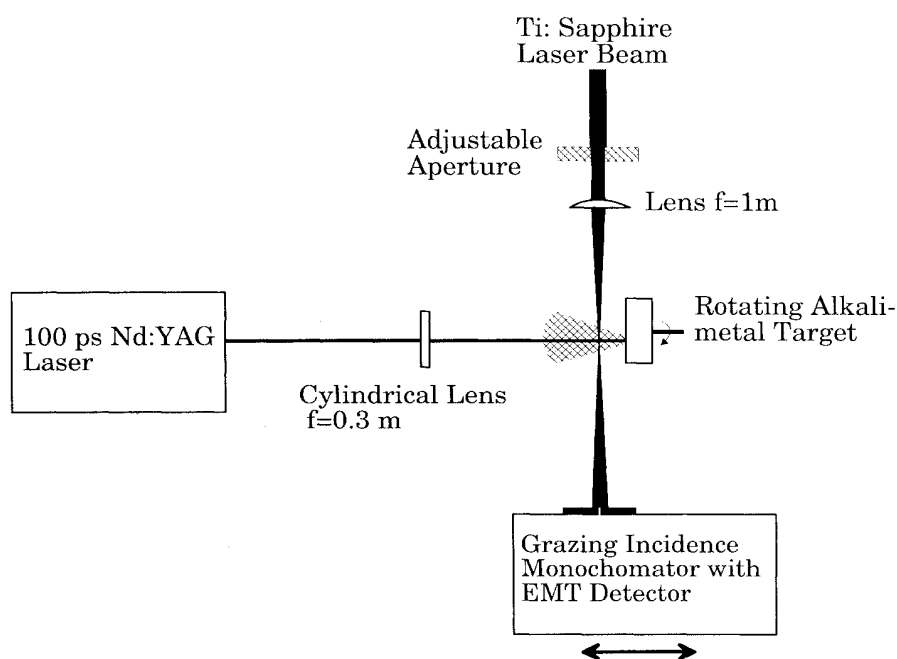 Ti: Sapphire
Laser Beam
Adjustable
Aperture
Lens f=1m
100 ps Nd:YAG
Laser
Cylindrical Lens
f=0.3 m
Rotating Alkali-
metal Target
Grazing Incidence
Monochomator with
EMT Detector